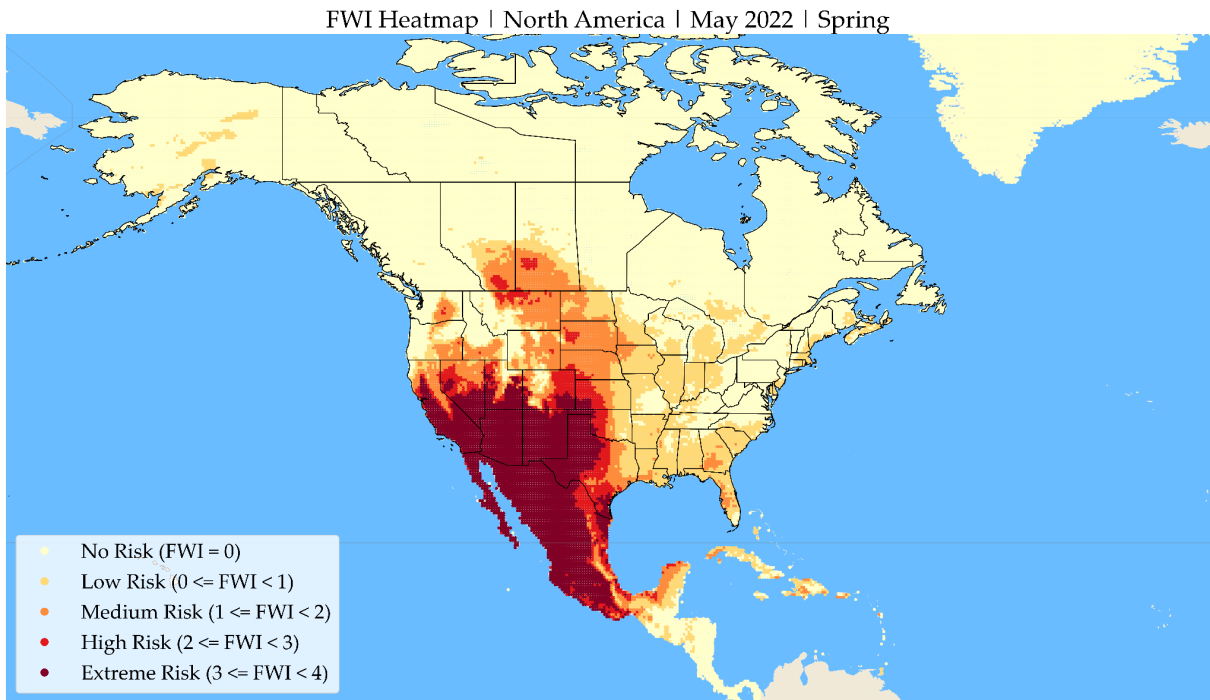 FWI Heatmap | North America | May 2022 | Spring
No Risk (FWI = 0)
Low Risk (0 <= FWI < 1)
Medium Risk (1 <= FWI < 2)
High Risk (2 <= FWI < 3)
Extreme Risk (3 <= FWI < 4)